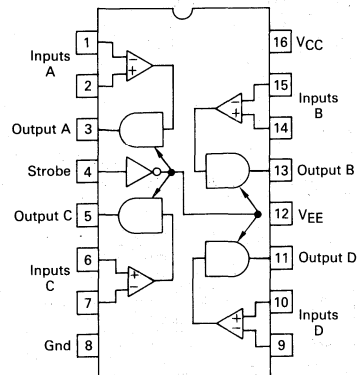 1
Inputs
A
2
Output A 3
Strobe 4
Output C 5
6
Inputs
C
7
Gnd 8
16 VCC
15
Inputs
B
14
13 Output B
12 VEE
11 Output D
10
Inputs
D
9
- +
- +
- +
+ -
+ -